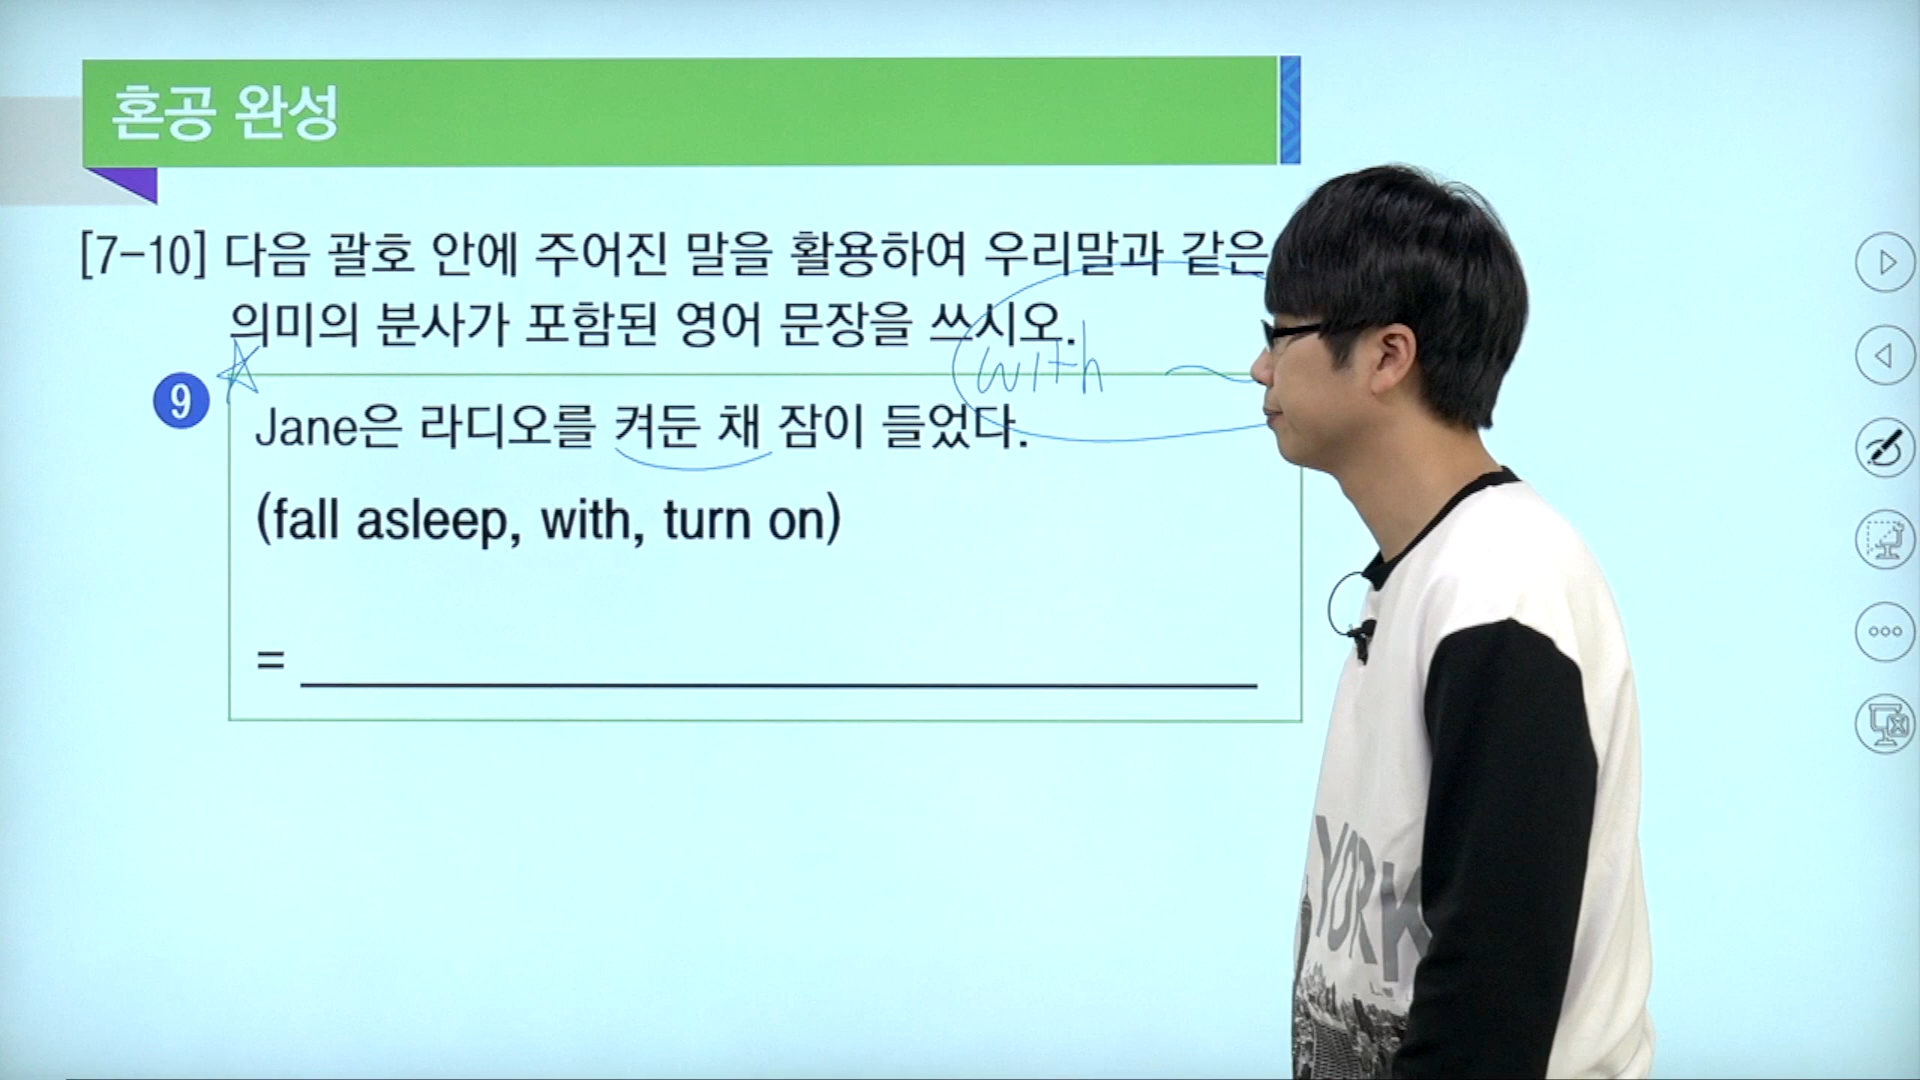 혼공 완성
[7-10] 다음 괄호 안에 주어진 말을 활용하여 우리말과 같은
의미의 분사가 포함된 영어 문장을 쓰시오.
with ~
9
Jane은 라디오를 켜둔 채 잠이 들었다.
(fall asleep, with, turn on)
=
YORK